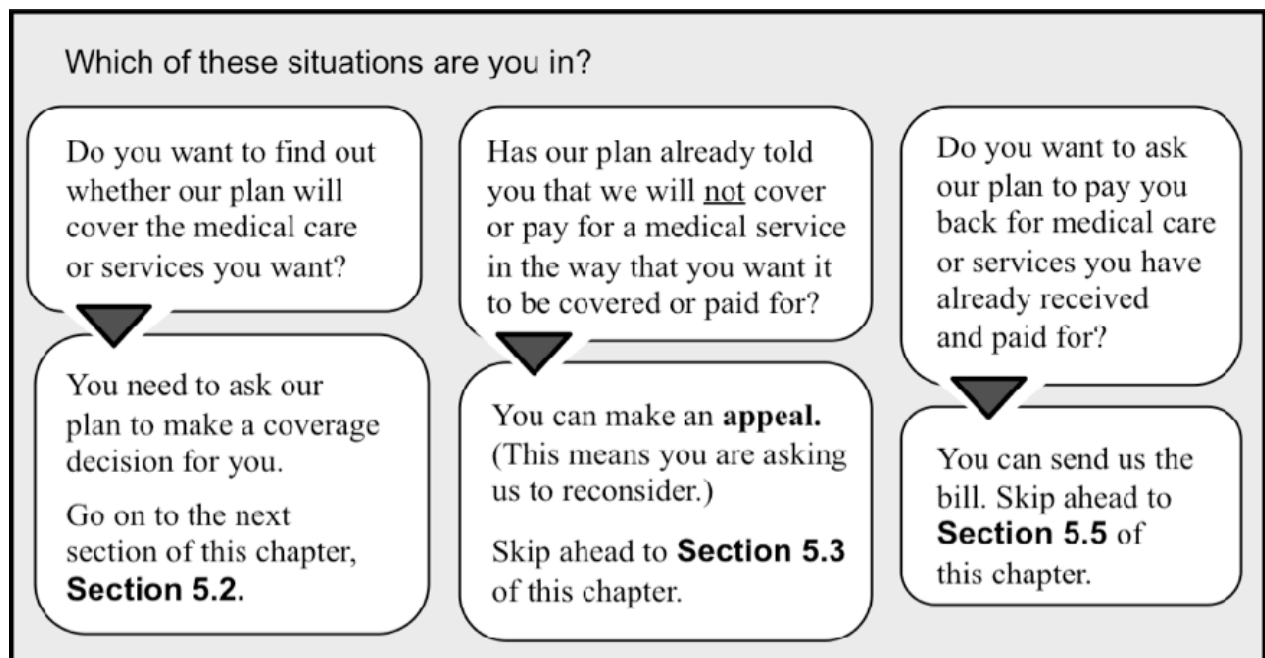 Which of these situations are you in?
Do you want to find out
whether our plan will
cover the medical care
or services you want?
You need to ask our
plan to make a coverage
decision for you.
Go on to the next
section of this chapter,
Section 5.2.
Has our plan already told
you that we will not cover
or pay for a medical service
in the way that you want it
to be covered or paid for?
You can make an appeal.
(This means you are asking
us to reconsider.)
Skip ahead to Section 5.3
of this chapter.
Do you want to ask
our plan to pay you
back for medical care
or services you have
already received
and paid for?
You can send us the
bill. Skip ahead to
Section 5.5 of
this chapter.